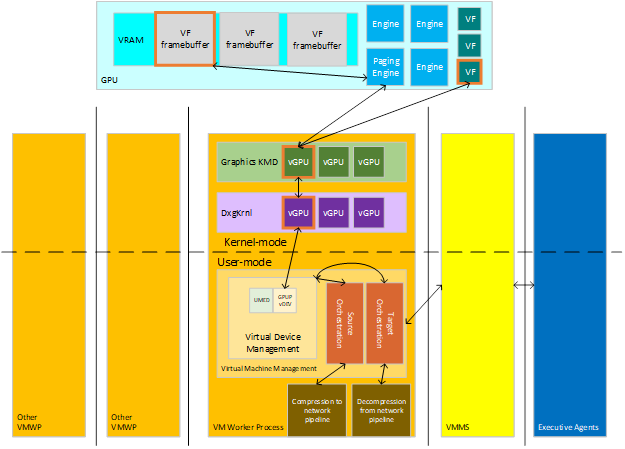 VRAM
VF
framebuffer
VF
framebuffer
VF
framebuffer
Engine
Engine
VF
VF
Paging
Engine
Engine
VF
GPU
Graphics KMD
vGPU
vGPU
vGPU
DxgKrnl
vGPU
vGPU
vGPU
Kernel-mode
User-mode
UMED
GPUP
vDEV
Virtual Device
Management
Source
Orchestration
Target
Orchestration
Virtual Machine Management
Compression to
network
pipeline
Decompression
from network
pipeline
Other
VMWP
Other
VMWP
VM Worker Process
VMMS
Executive Agents